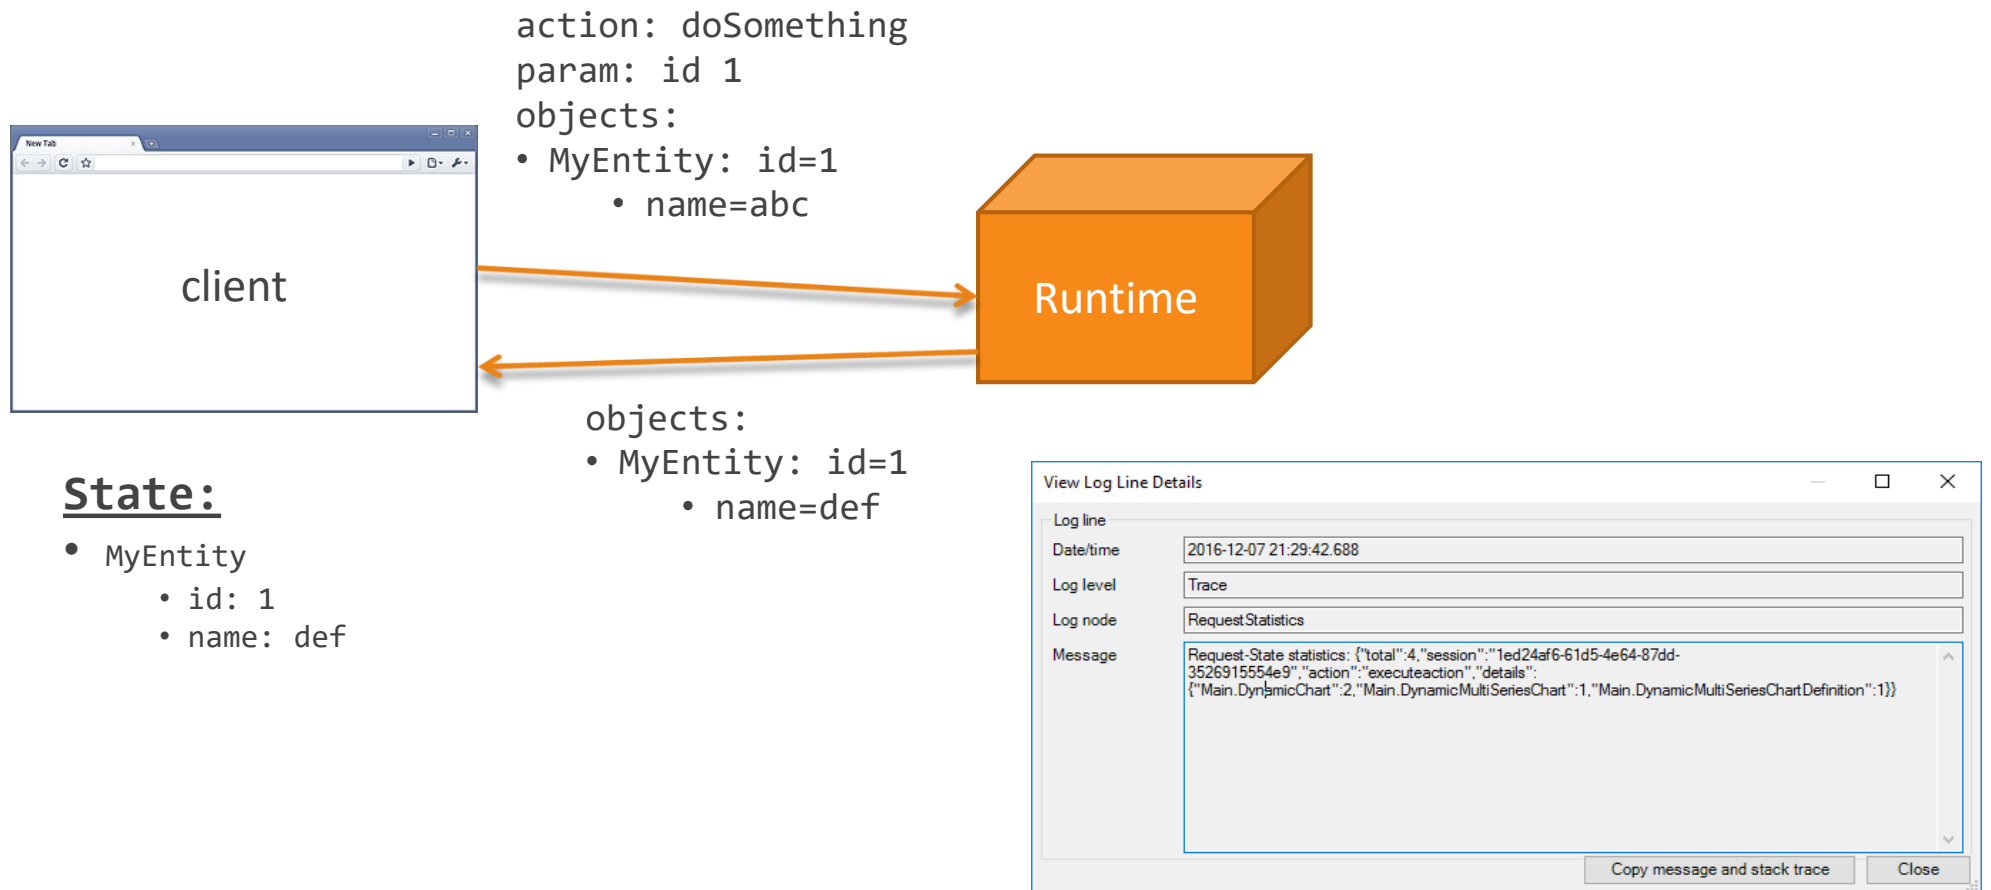 action: doSomething
param: id 1
objects:
• MyEntity: id=1
• name=abc
New Tab
client
Runtime
objects:
• MyEntity: id=1
• name=def
State:
• MyEntity
• id: 1
• name: def
View Log Line Details
Log line
Date/time
2016-12-07 21:29:42.688
Log level
Trace
Log node
RequestStatistics
Message
Request-State statistics: {"total":4,"session":"1ed24af6-61d5-4e64-87dd-
3526915554e9","action":"executeaction","details":
{"Main.DynamicChart":2,"Main.DynamicMultiSeriesChart":1,"Main.DynamicMultiSeriesChartDefinition":1}}
Copy message and stack trace
Close